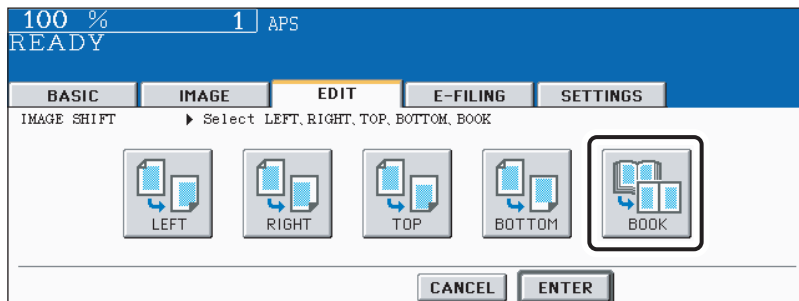 100 % 1 APS
READY
BASIC IMAGE EDIT E-FILING SETTINGS
IMAGE SHIFT ▶ Select LEFT, RIGHT, TOP, BOTTOM, BOOK
LEFT RIGHT TOP BOTTOM BOOK
CANCEL ENTER